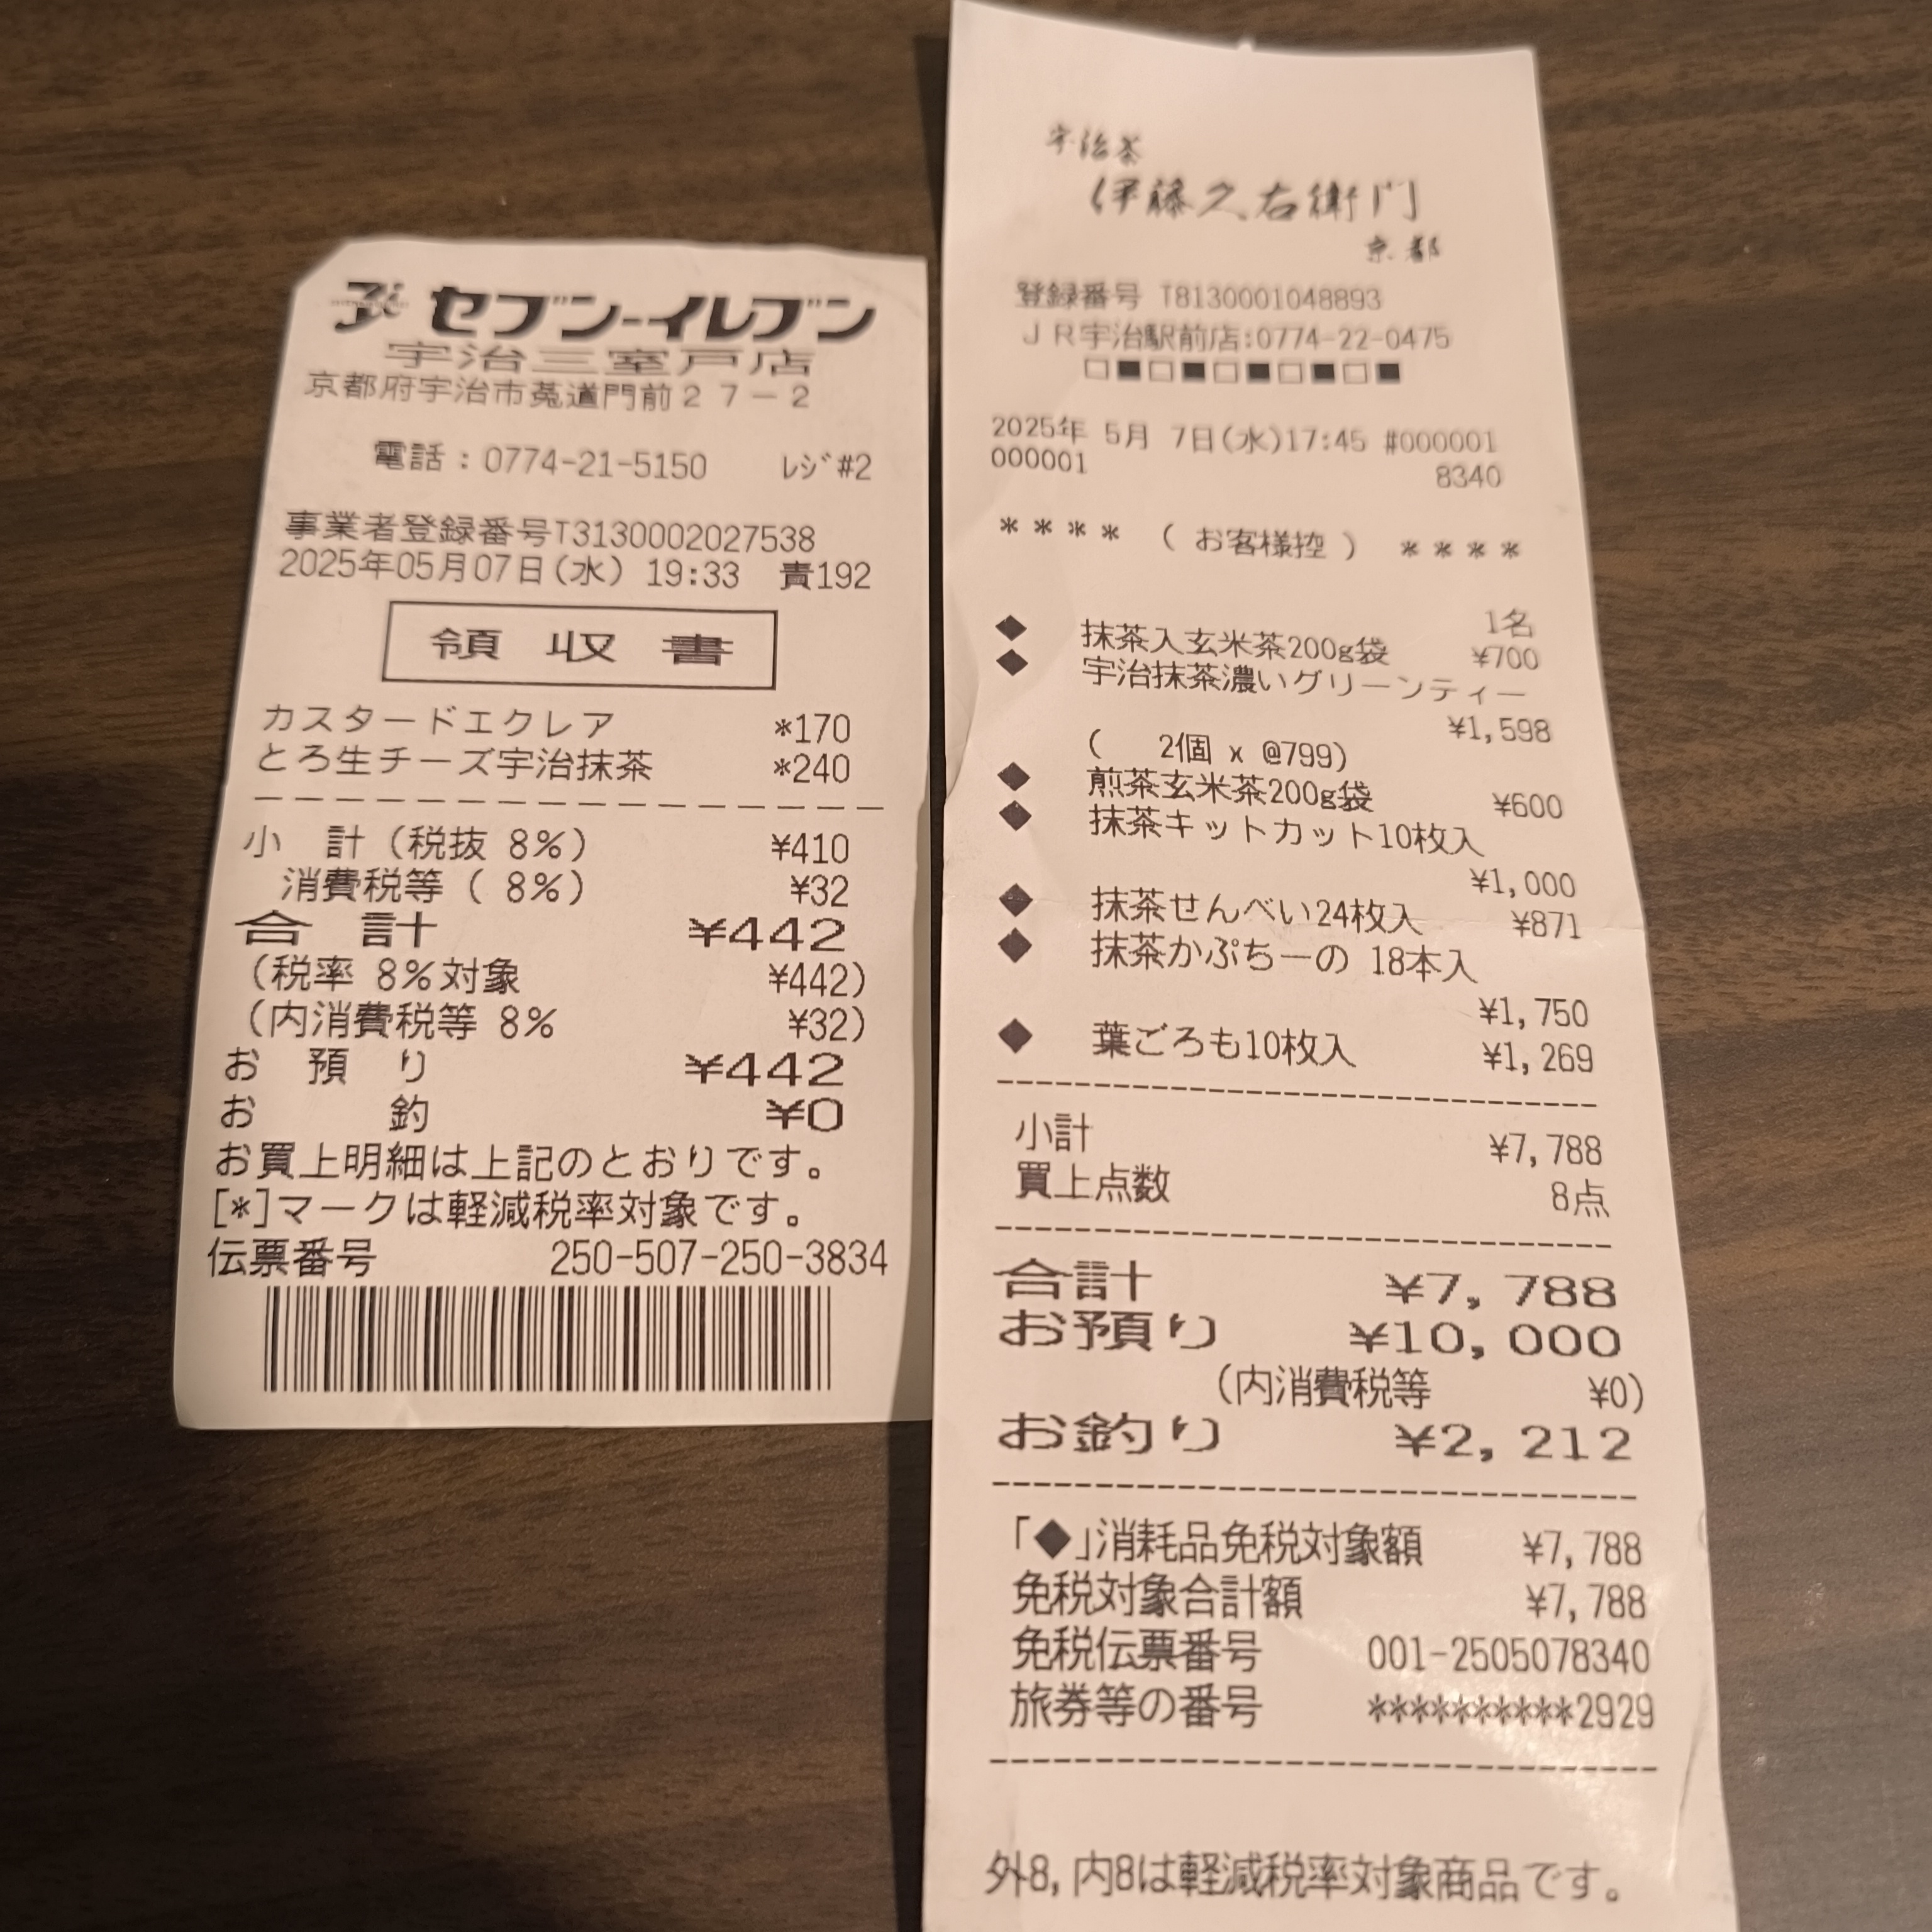 セブン-イレブン
宇治三室戸店
京都府宇治市菟道門前27-2
電話：0774-21-5150 レジ#2
事業者登録番号T3130002027538
2025年05月07日(水) 19:33 責192
領収書
カスタードエクレア *170
とろ生チーズ宇治抹茶 *240
小 計(税抜 8%) ¥410
消費税等( 8%) ¥32
合 計 ¥442
(税率 8%対象 ¥442)
(内消費税等 8% ¥32)
お 預 り ¥442
お 釣 ¥0
お買上明細は上記のとおりです。
[*]マークは軽減税率対象です。
伝票番号 250-507-250-3834
宇治茶
伊藤久右衛門
京都
登録番号 T8130001048893
JR宇治駅前店:0774-22-0475
□■□■□■□■□■
2025年 5月 7日(水)17:45 #000001
000001 8340
**** ( お客様控 ) ****
1名
◆ 抹茶入玄米茶200g袋 ¥700
◆ 宇治抹茶濃いグリーンティー
¥1,598
( 2個 x @799)
◆ 煎茶玄米茶200g袋 ¥600
◆ 抹茶キットカット10枚入
¥1,000
◆ 抹茶せんべい24枚入 ¥871
◆ 抹茶かぷちーの 18本入
¥1,750
◆ 葉ごろも10枚入 ¥1,269
小計 ¥7,788
買上点数 8点
合計 ¥7,788
お預り ¥10,000
(内消費税等 ¥0)
お釣り ¥2,212
「◆」消耗品免税対象額 ¥7,788
免税対象合計額 ¥7,788
免税伝票番号 001-2505078340
旅券等の番号 **********2929
外8,内8は軽減税率対象商品です。